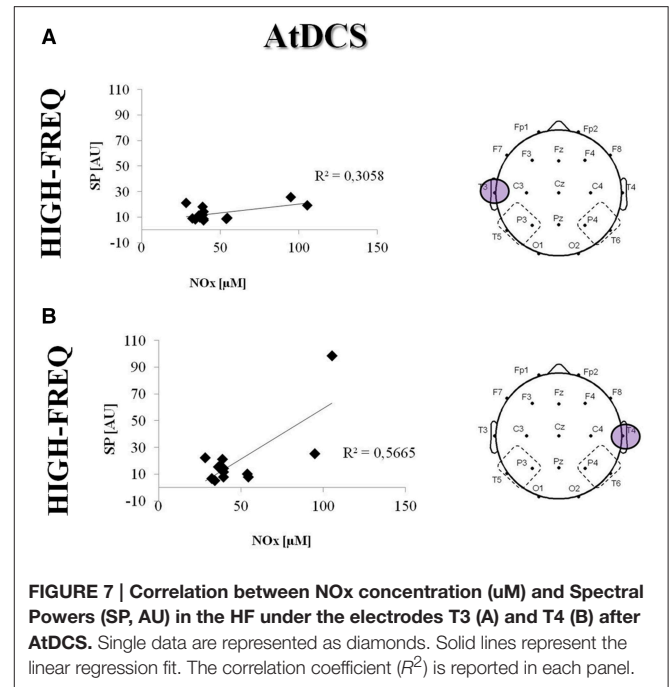 A
AtDCS
HIGH-FREQ
SP [AU]
110
90
70
50
30
10
-10
0
50
100
150
R² = 0,3058
NOx [µM]
Fp1
Fp2
F7
F3
Fz
F4
F8
T3
C3
Cz
C4
T4
P3
Pz
P4
T5
O1
O2
T6
B
HIGH-FREQ
SP [AU]
110
90
70
50
30
10
-10
0
50
100
150
R² = 0,5665
NOx [µM]
Fp1
Fp2
F7
F3
Fz
F4
F8
T3
C3
Cz
C4
T4
P3
Pz
P4
T5
O1
O2
T6
FIGURE 7 | Correlation between NOx concentration (uM) and Spectral
Powers (SP, AU) in the HF under the electrodes T3 (A) and T4 (B) after
AtDCS. Single data are represented as diamonds. Solid lines represent the
linear regression fit. The correlation coefficient (R²) is reported in each panel.